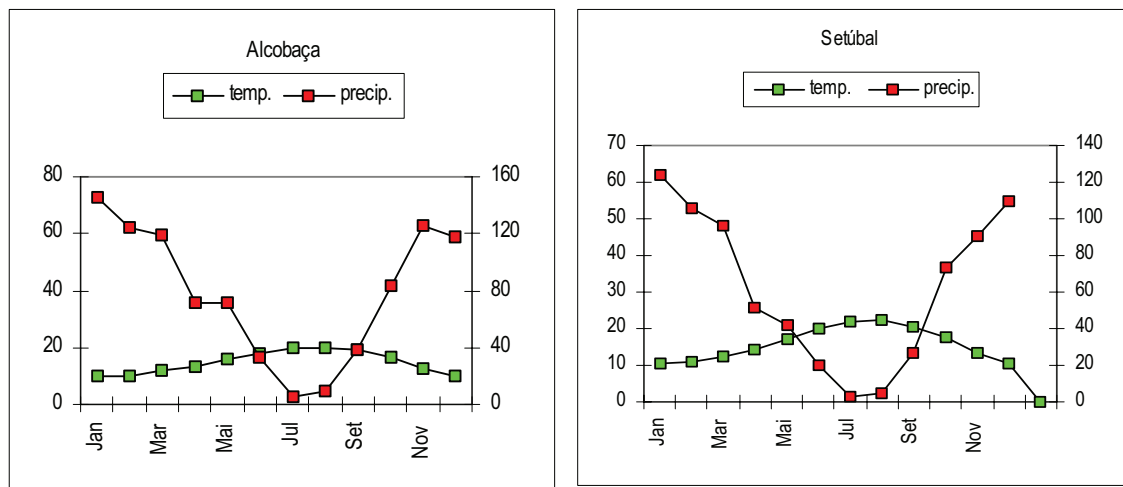 Alcobaça
temp. precip.
80 160
60 120
40 80
20 40
0 0
Jan Mar Mai Jul Set Nov
Setúbal
temp. precip.
70 140
60 120
50 100
40 80
30 60
20 40
10 20
0 0
Jan Mar Mai Jul Set Nov